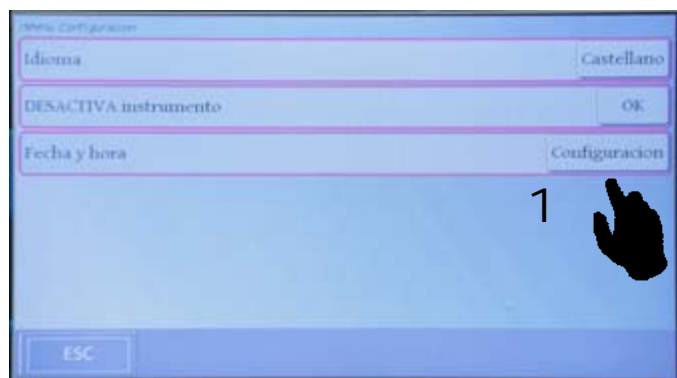 Menu Configuracion
Idioma Castellano
DESACTIVA instrumento OK
Fecha y hora Configuracion
1
ESC